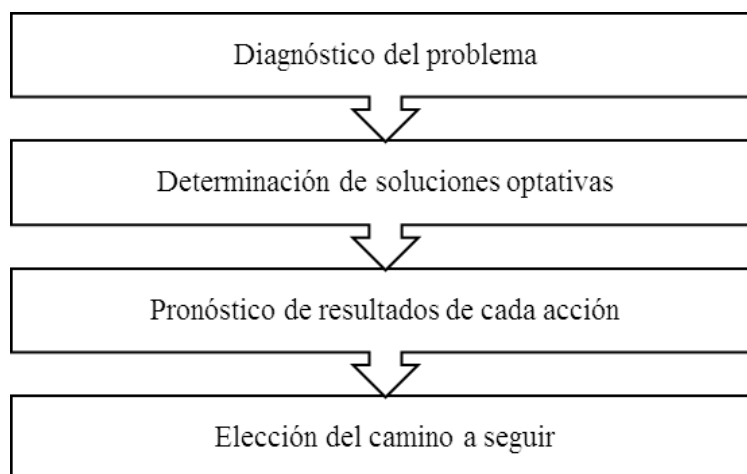 Diagnóstico del problema
Determinación de soluciones optativas
Pronóstico de resultados de cada acción
Elección del camino a seguir